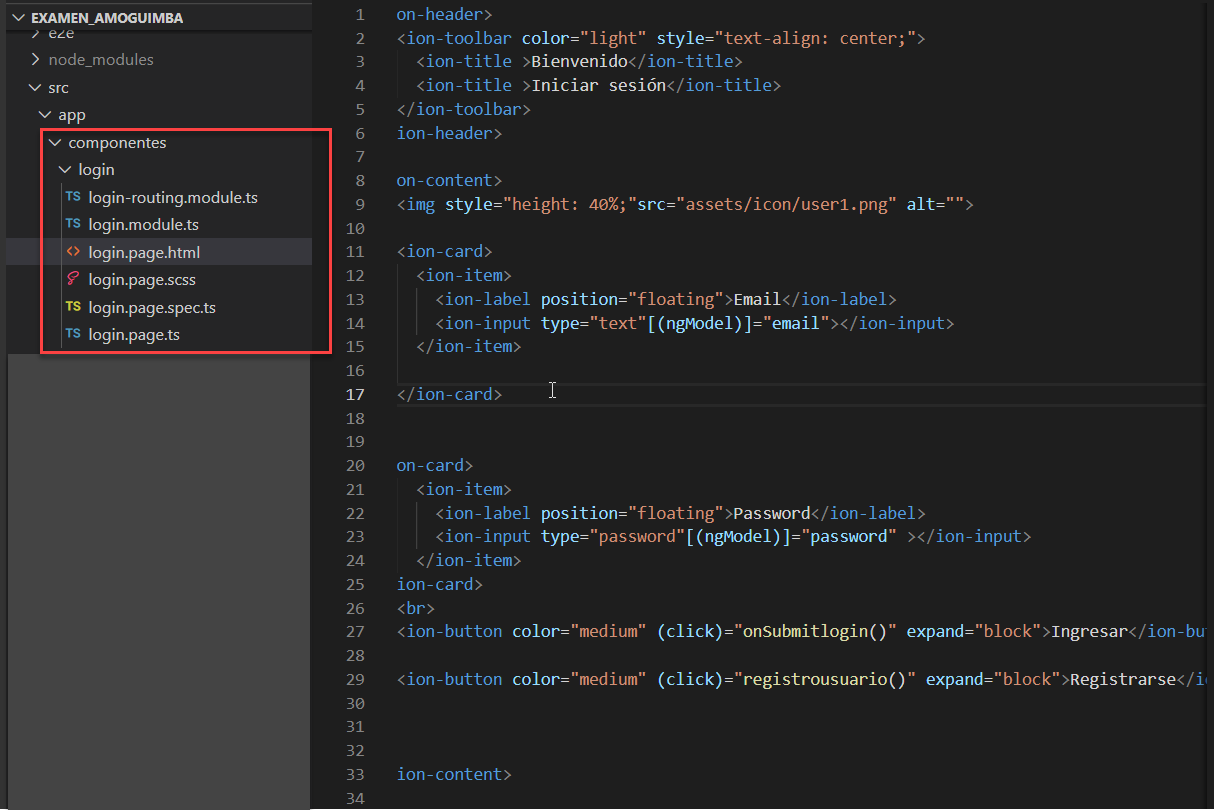 EXAMEN_AMOGUIMBA
e2e
node_modules
src
app
componentes
login
TS login-routing.module.ts
TS login.module.ts
<> login.page.html
login.page.scss
TS login.page.spec.ts
TS login.page.ts
1 on-header>
2 <ion-toolbar color="light" style="text-align: center;">
3 <ion-title >Bienvenido</ion-title>
4 <ion-title >Iniciar sesión</ion-title>
5 </ion-toolbar>
6 ion-header>
7
8 on-content>
9 <img style="height: 40%;"src="assets/icon/user1.png" alt="">
10
11 <ion-card>
12 <ion-item>
13 <ion-label position="floating">Email</ion-label>
14 <ion-input type="text"[(ngModel)]="email"></ion-input>
15 </ion-item>
16
17 </ion-card>
18
19
20 on-card>
21 <ion-item>
22 <ion-label position="floating">Password</ion-label>
23 <ion-input type="password"[(ngModel)]="password" ></ion-input>
24 </ion-item>
25 ion-card>
26 <br>
27 <ion-button color="medium" (click)="onSubmitlogin()" expand="block">Ingresar</ion-but
28
29 <ion-button color="medium" (click)="registrousuario()" expand="block">Registrarse</io
30
31
32
33 ion-content>
34